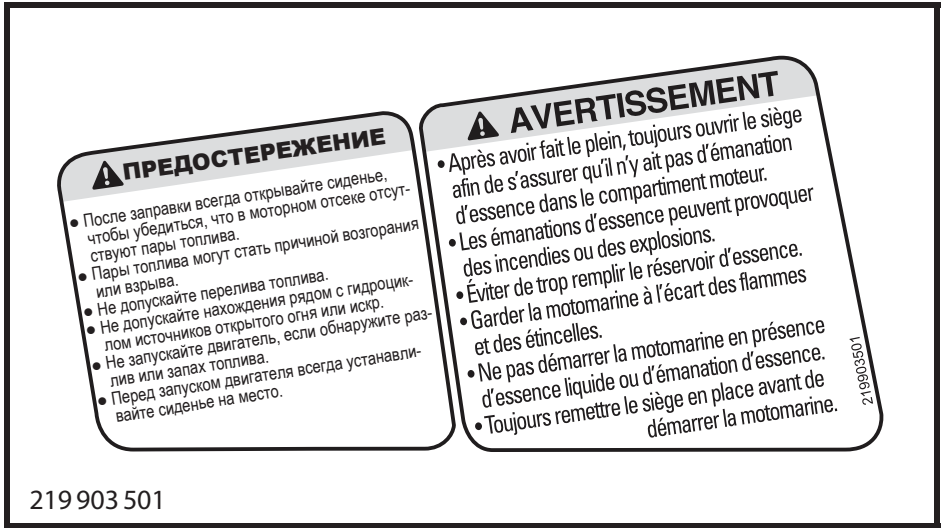 ПРЕДОСТЕРЕЖЕНИЕ
• После заправки всегда открывайте сиденье,
чтобы убедиться, что в моторном отсеке отсут-
ствуют пары топлива.
• Пары топлива могут стать причиной возгорания
или взрыва.
• Не допускайте перелива топлива.
• Не допускайте нахождения рядом с гидроцик-
лом источников открытого огня или искр.
• Не запускайте двигатель, если обнаружите раз-
лив или запах топлива.
• Перед запуском двигателя всегда устанавли-
вайте сиденье на место.
AVERTISSEMENT
• Après avoir fait le plein, toujours ouvrir le siège
afin de s'assurer qu'il n'y ait pas d'émanation
d'essence dans le compartiment moteur.
• Les émanations d'essence peuvent provoquer
des incendies ou des explosions.
• Éviter de trop remplir le réservoir d'essence.
• Garder la motomarine à l'écart des flammes
et des étincelles.
• Ne pas démarrer la motomarine en présence
d'essence liquide ou d'émanation d'essence.
• Toujours remettre le siège en place avant de
démarrer la motomarine.
219903501
219 903 501